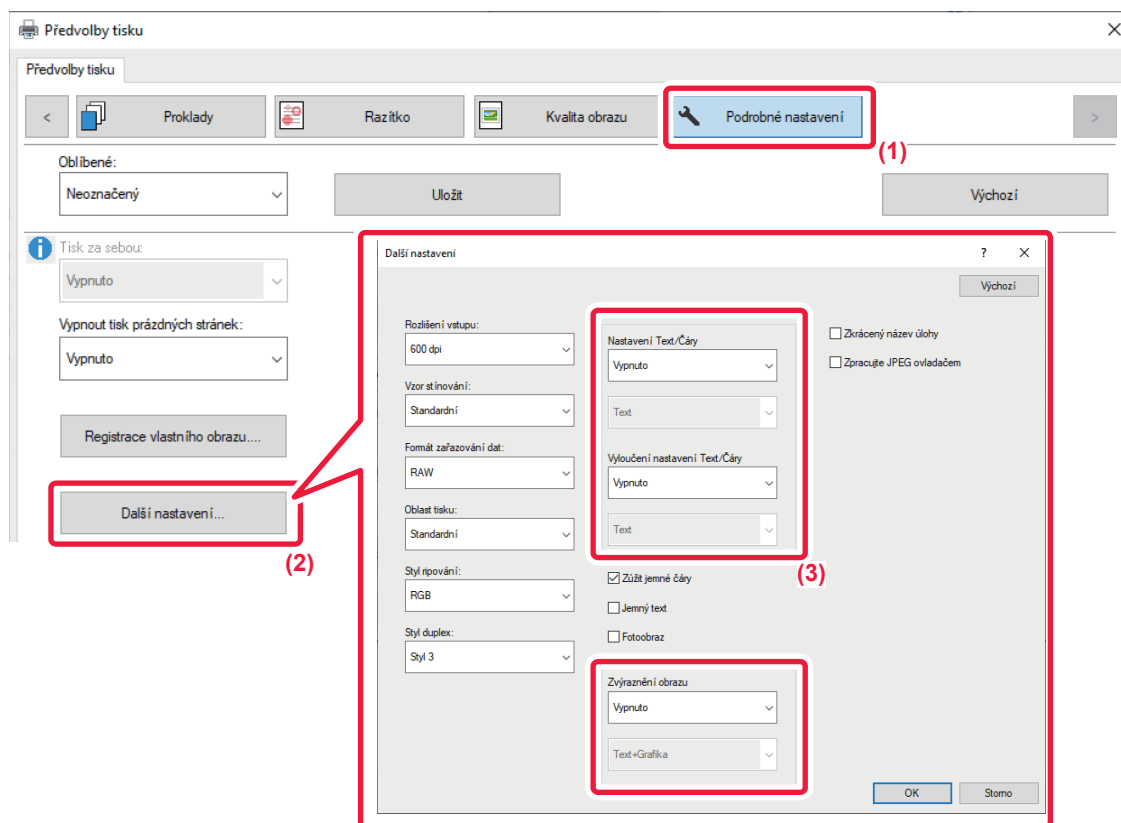 Předvolby tisku
Předvolby tisku
<
Proklady
Razítko
Kvalita obrazu
Podrobné nastavení
>
(1)
Oblíbené:
Neoznačený
Uložit
Výchozí
Tisk za sebou:
Vypnuto
Vypnout tisk prázdných stránek:
Vypnuto
Registrace vlastního obrazu....
Další nastavení...
(2)
Další nastavení
?
Výchozí
Rozlišení vstupu:
600 dpi
Vzor stínování:
Standardní
Formát zařazování dat:
RAW
Oblast tisku:
Standardní
Styl ripování:
RGB
Styl duplex:
Styl 3
Nastavení Text/Čáry
Vypnuto
Text
Vyloučení nastavení Text/Čáry
Vypnuto
Text
(3)
Zúžit jemné čáry
Jemný text
Fotoobraz
Zvýraznění obrazu
Vypnuto
Text+Grafika
Zkrácený název úlohy
Zpracujte JPEG ovladačem
OK
Storno